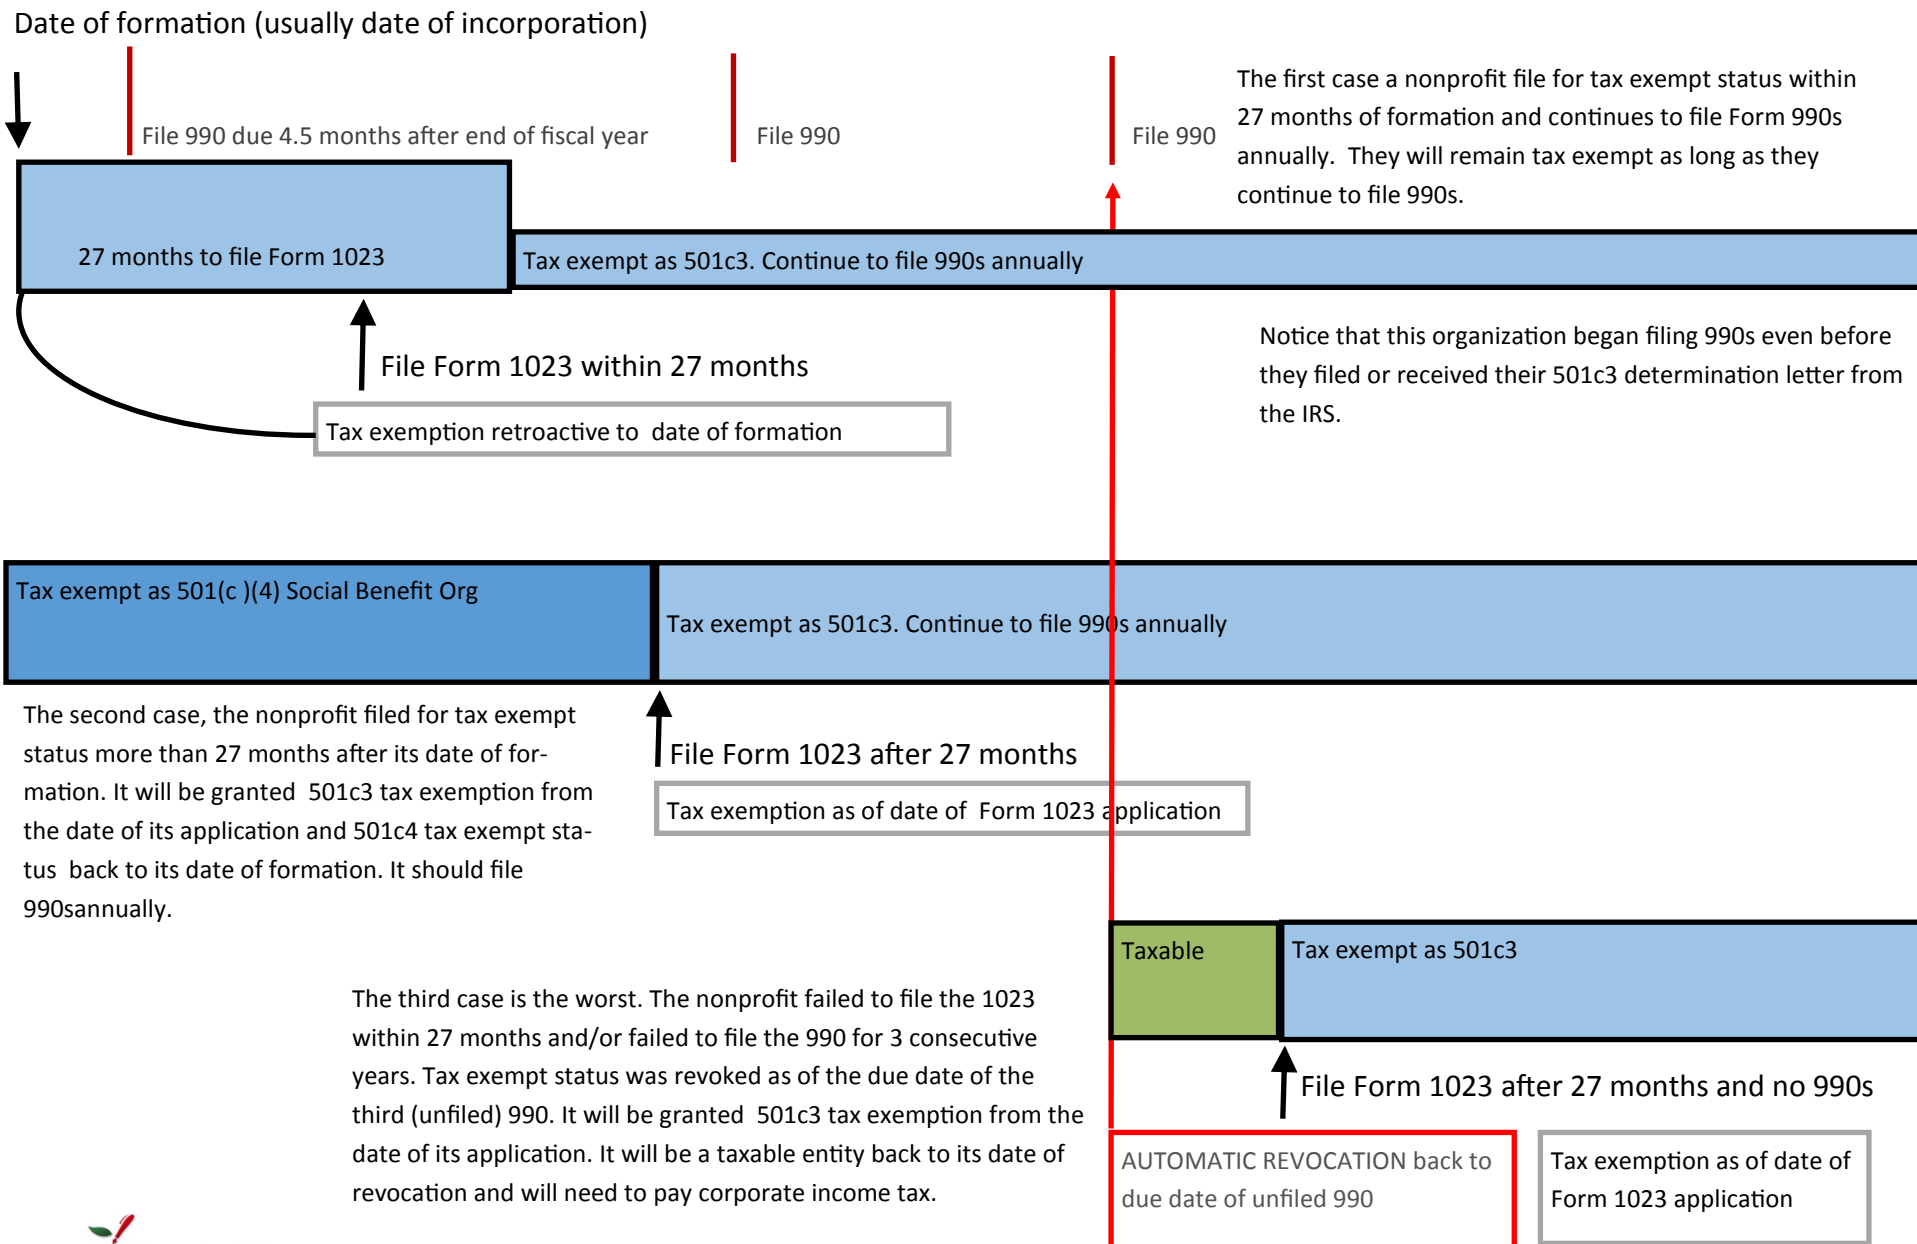 Date of formation (usually date of incorporation)
File 990 due 4.5 months after end of fiscal year
File 990
File 990
The first case a nonprofit file for tax exempt status within
27 months of formation and continues to file Form 990s
annually.  They will remain tax exempt as long as they
continue to file 990s.
27 months to file Form 1023
Tax exempt as 501c3. Continue to file 990s annually
File Form 1023 within 27 months
Tax exemption retroactive to  date of formation
Notice that this organization began filing 990s even before
they filed or received their 501c3 determination letter from
the IRS.
Tax exempt as 501(c )(4) Social Benefit Org
Tax exempt as 501c3. Continue to file 990s annually
The second case, the nonprofit filed for tax exempt
status more than 27 months after its date of for-
mation. It will be granted  501c3 tax exemption from
the date of its application and 501c4 tax exempt sta-
tus  back to its date of formation. It should file
990sannually.
File Form 1023 after 27 months
Tax exemption as of date of  Form 1023 application
Taxable
Tax exempt as 501c3
The third case is the worst. The nonprofit failed to file the 1023
within 27 months and/or failed to file the 990 for 3 consecutive
years. Tax exempt status was revoked as of the due date of the
third (unfiled) 990. It will be granted  501c3 tax exemption from the
date of its application. It will be a taxable entity back to its date of
revocation and will need to pay corporate income tax.
File Form 1023 after 27 months and no 990s
AUTOMATIC REVOCATION back to
due date of unfiled 990
Tax exemption as of date of
Form 1023 application